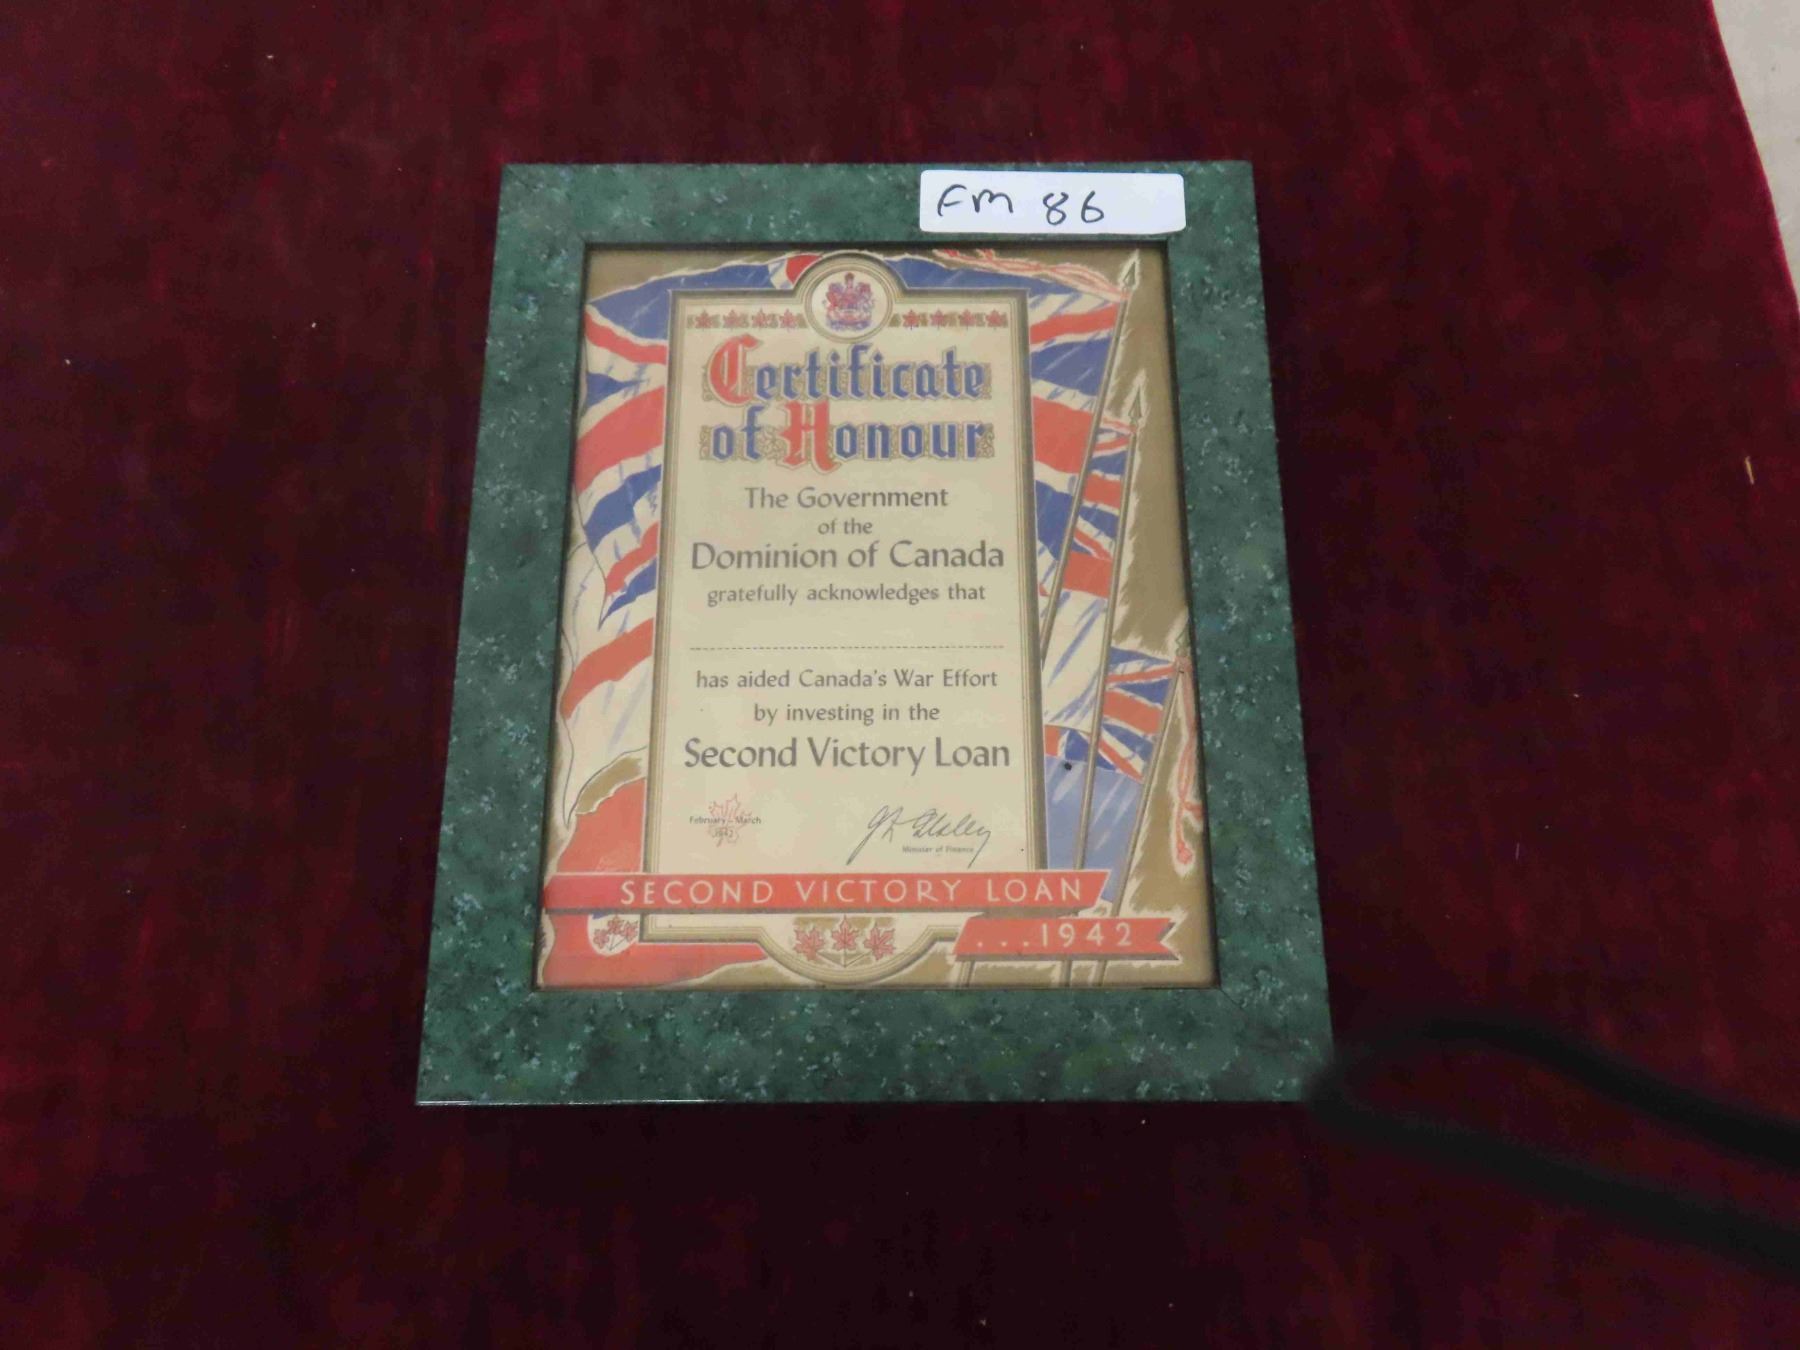 Fm 86
Certificate
of Honour
The Government
of the
Dominion of Canada
gratefully acknowledges that
has aided Canada's War Effort
by investing in the
Second Victory Loan
February - March
1942
J L Ilsley
Minister of Finance
SECOND VICTORY LOAN
...1942